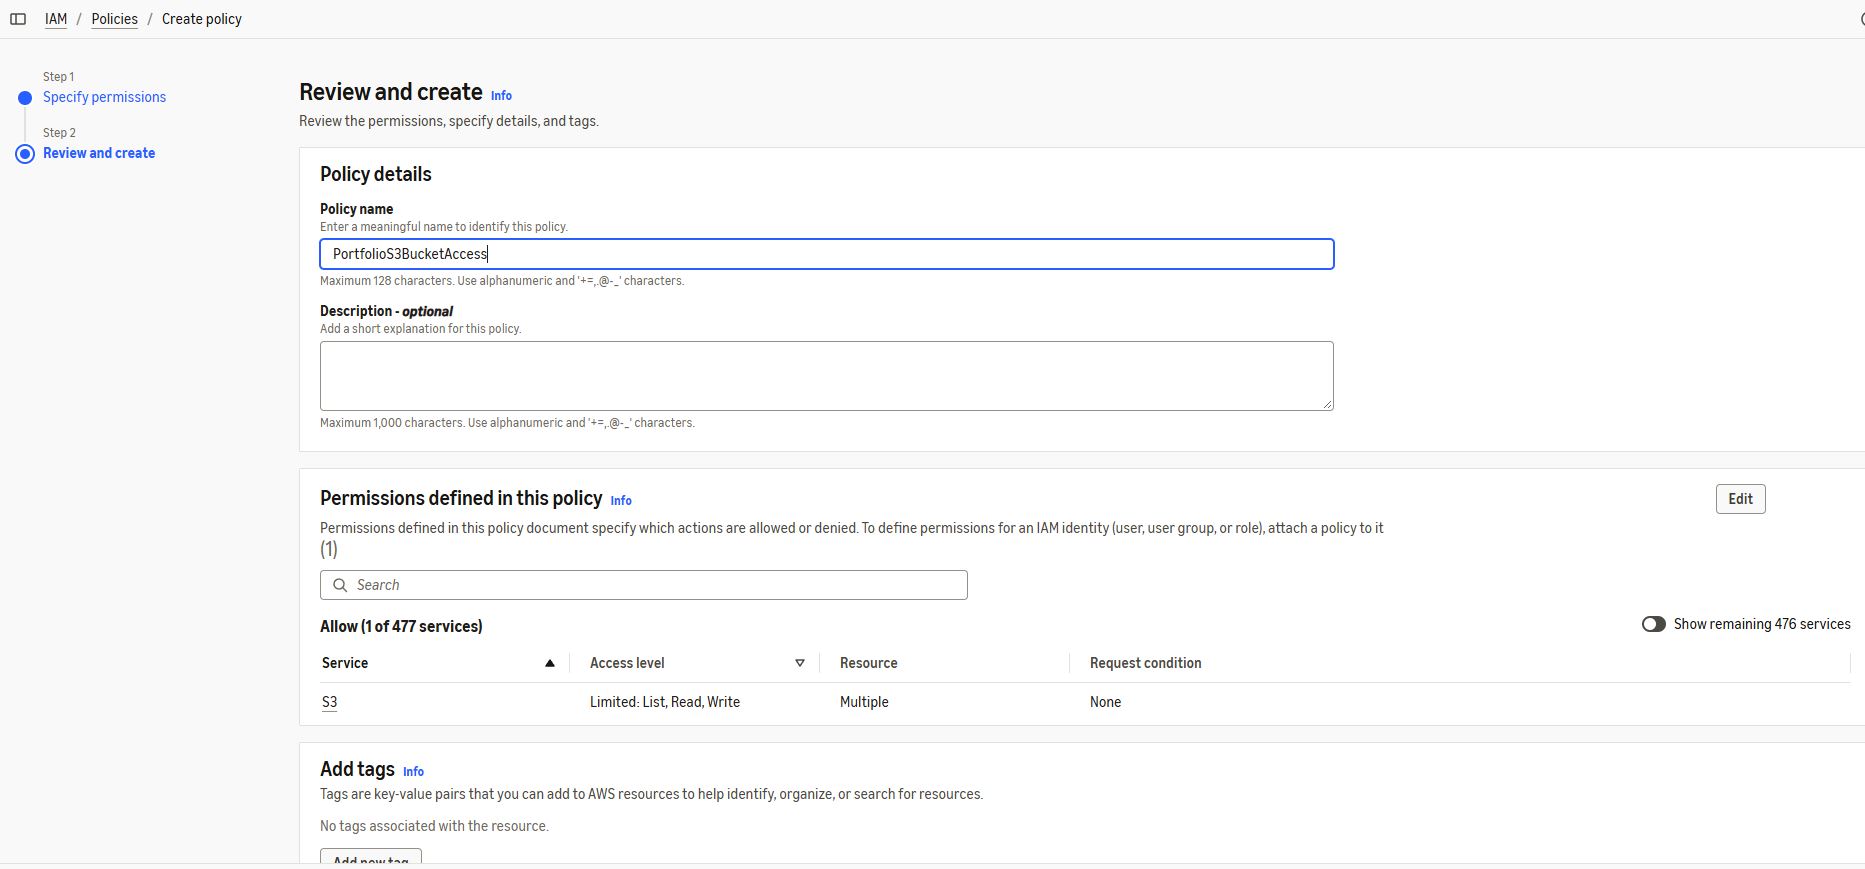 IAM / Policies / Create policy
Step 1
Specify permissions
Step 2
Review and create
Review and create Info
Review the permissions, specify details, and tags.
Policy details
Policy name
Enter a meaningful name to identify this policy.
PortfolioS3BucketAccess
Maximum 128 characters. Use alphanumeric and '+=,.@-_' characters.
Description - optional
Add a short explanation for this policy.
Maximum 1,000 characters. Use alphanumeric and '+=,.@-_' characters.
Permissions defined in this policy Info
Edit
Permissions defined in this policy document specify which actions are allowed or denied. To define permissions for an IAM identity (user, user group, or role), attach a policy to it
(1)
Search
Allow (1 of 477 services)
Show remaining 476 services
Service Access level Resource Request condition
S3 Limited: List, Read, Write Multiple None
Add tags Info
Tags are key-value pairs that you can add to AWS resources to help identify, organize, or search for resources.
No tags associated with the resource.
Add new tag